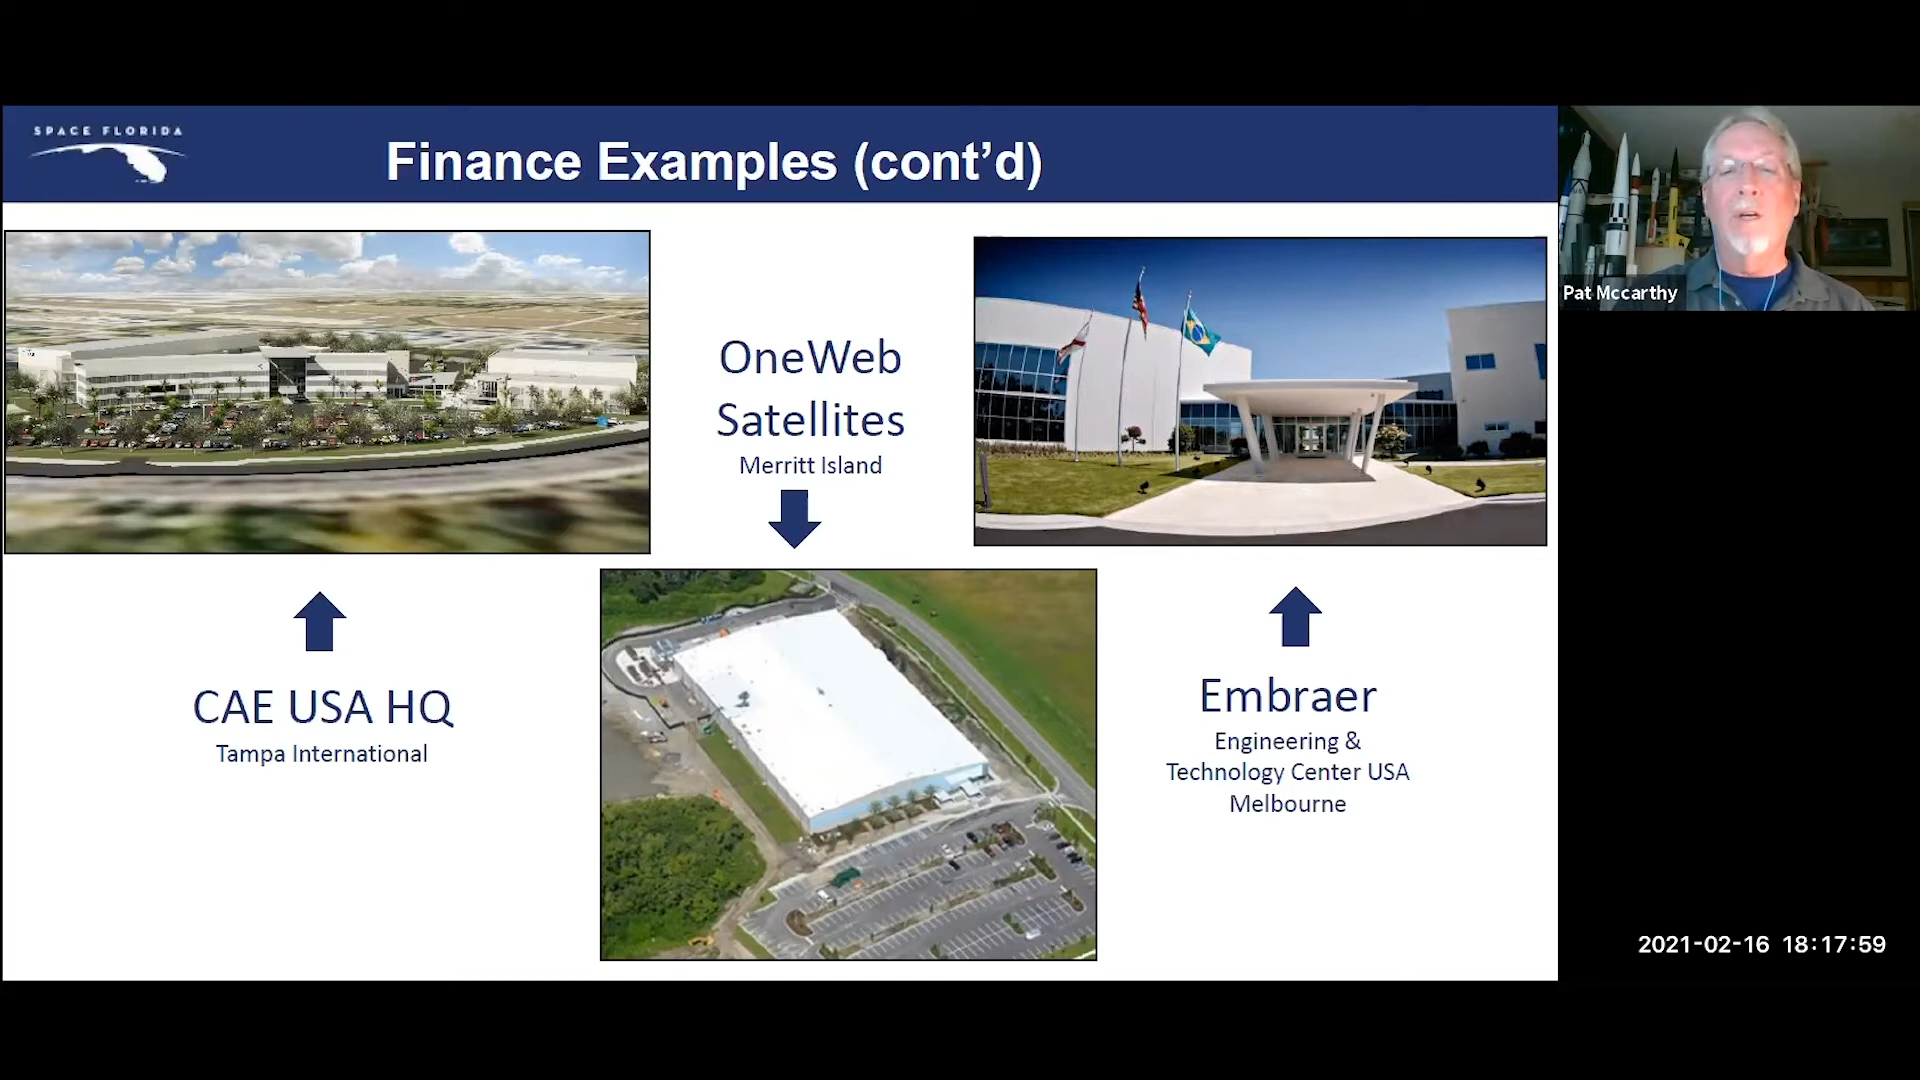 SPACE FLORIDA
Finance Examples (cont’d)
Pat Mccarthy
OneWeb
Satellites
Merritt Island
CAE USA HQ
Tampa International
Embraer
Engineering &
Technology Center USA
Melbourne
2021-02-16 18:17:59